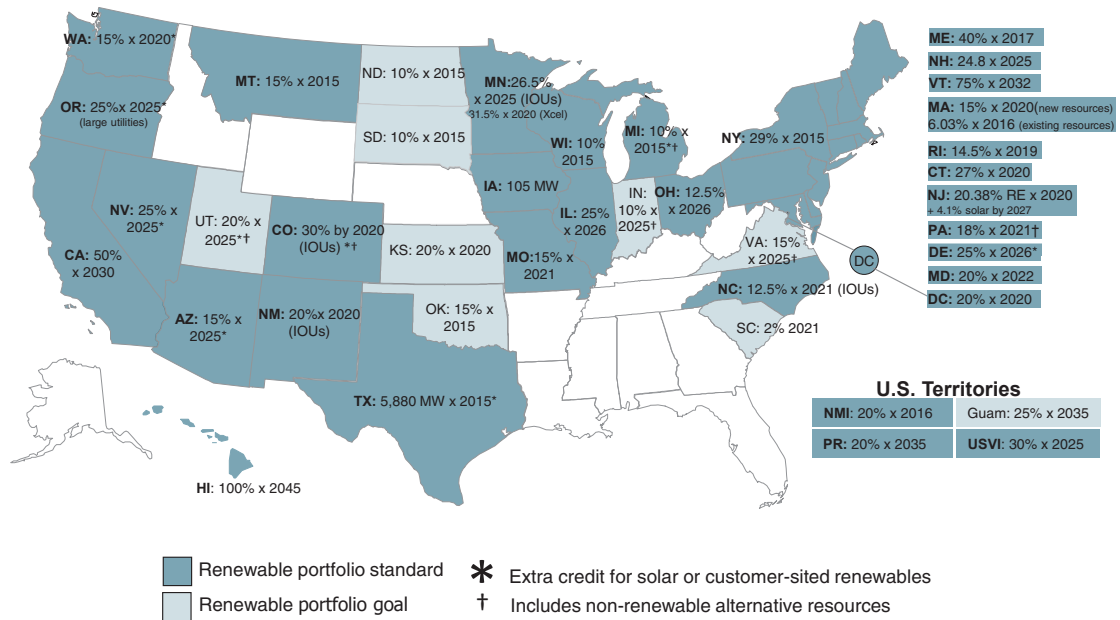 WA: 15% x 2020*
OR: 25%x 2025*
(large utilities)
MT: 15% x 2015
ND: 10% x 2015
SD: 10% x 2015
MN:26.5%
x 2025 (IOUs)
31.5% x 2020 (Xcel)
WI: 10%
2015
MI: 10% x
2015*†
NY: 29% x 2015
IA: 105 MW
NV: 25% x
2025*
UT: 20% x
2025*†
CO: 30% by 2020
(IOUs) *†
KS: 20% x 2020
MO:15% x
2021
IL: 25%
x 2026
IN:
10% x
2025†
OH: 12.5%
x 2026
VA: 15%
x 2025†
DC
CA: 50%
x 2030
AZ: 15% x
2025*
NM: 20%x 2020
(IOUs)
OK: 15% x
2015
NC: 12.5% x 2021 (IOUs)
SC: 2% 2021
TX: 5,880 MW x 2015*
HI: 100% x 2045
ME: 40% x 2017
NH: 24.8 x 2025
VT: 75% x 2032
MA: 15% x 2020(new resources)
6.03% x 2016 (existing resources)
RI: 14.5% x 2019
CT: 27% x 2020
NJ: 20.38% RE x 2020
+ 4.1% solar by 2027
PA: 18% x 2021†
DE: 25% x 2026*
MD: 20% x 2022
DC: 20% x 2020
U.S. Territories
NMI: 20% x 2016
Guam: 25% x 2035
PR: 20% x 2035
USVI: 30% x 2025
Renewable portfolio standard
* Extra credit for solar or customer-sited renewables
Renewable portfolio goal
† Includes non-renewable alternative resources